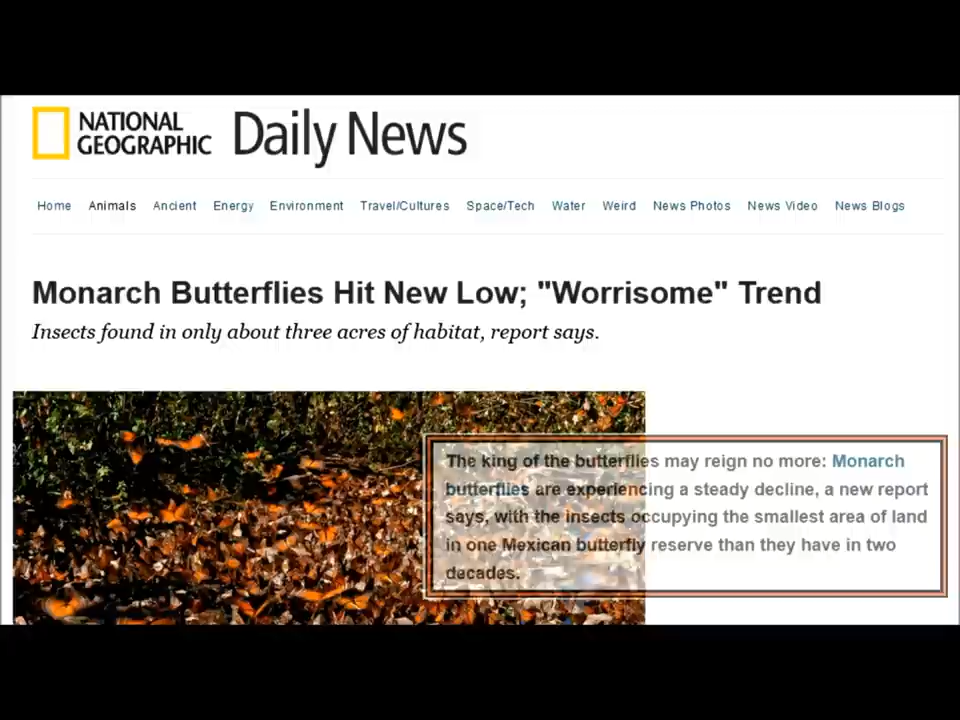 NATIONAL
GEOGRAPHIC
Daily News
Home Animals Ancient Energy Environment Travel/Cultures Space/Tech Water Weird News Photos News Video News Blogs
Monarch Butterflies Hit New Low; "Worrisome" Trend
Insects found in only about three acres of habitat, report says.
The king of the butterflies may reign no more: Monarch
butterflies are experiencing a steady decline, a new report
says, with the insects occupying the smallest area of land
in one Mexican butterfly reserve than they have in two
decades.